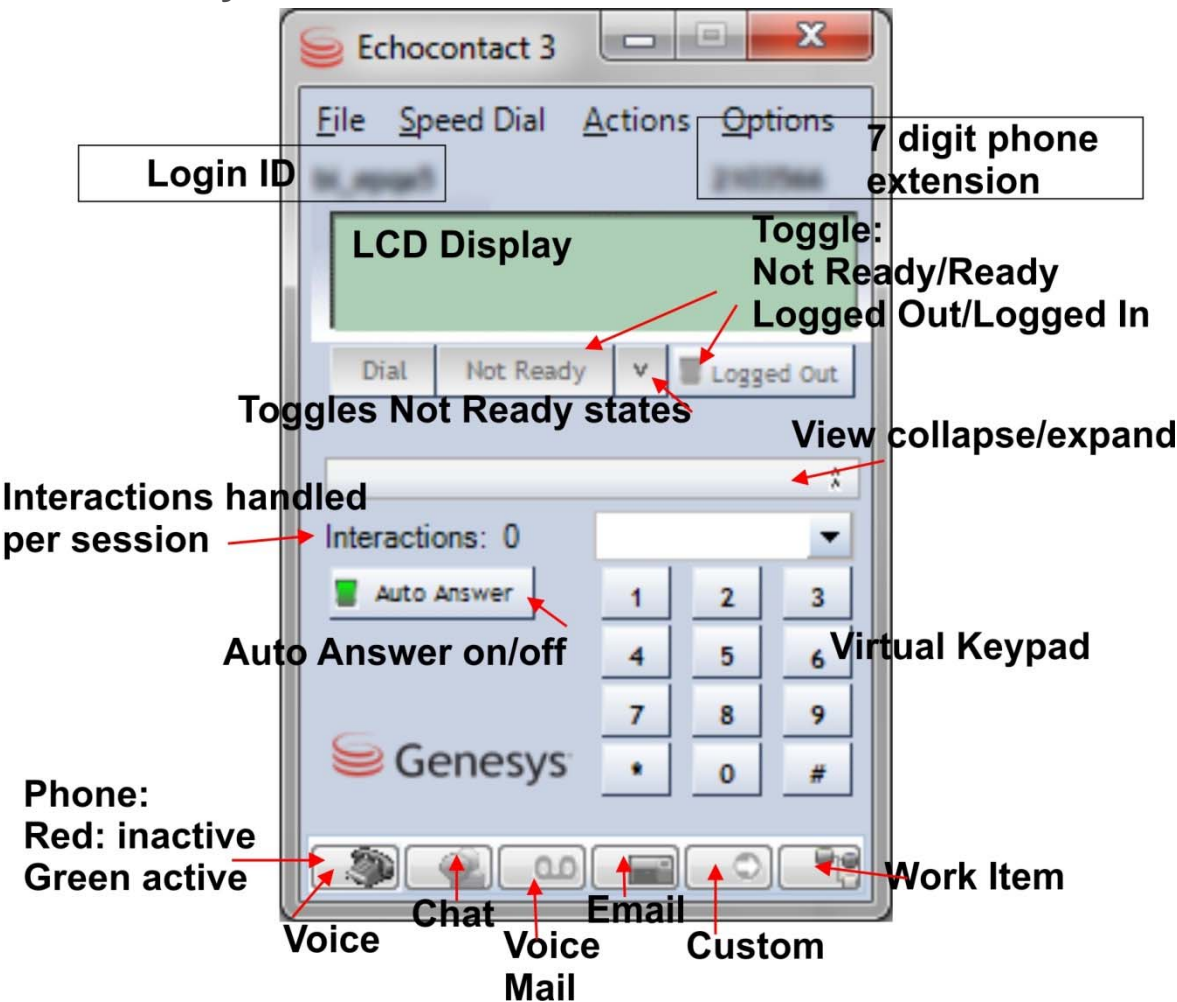 Echocontact 3
File Speed Dial Actions Options
7 digit phone
extension
Login ID
LCD Display
Toggle:
Not Ready/Ready
Logged Out/Logged In
Dial Not Ready v Logged Out
Toggles Not Ready states
View collapse/expand
Interactions handled
per session
Interactions: 0
Auto Answer
1 2 3
Auto Answer on/off
4 5 6
Virtual Keypad
7 8 9
Genesys
* 0 #
Phone:
Red: inactive
Green active
Work Item
Voice
Chat
Voice
Mail
Email
Custom